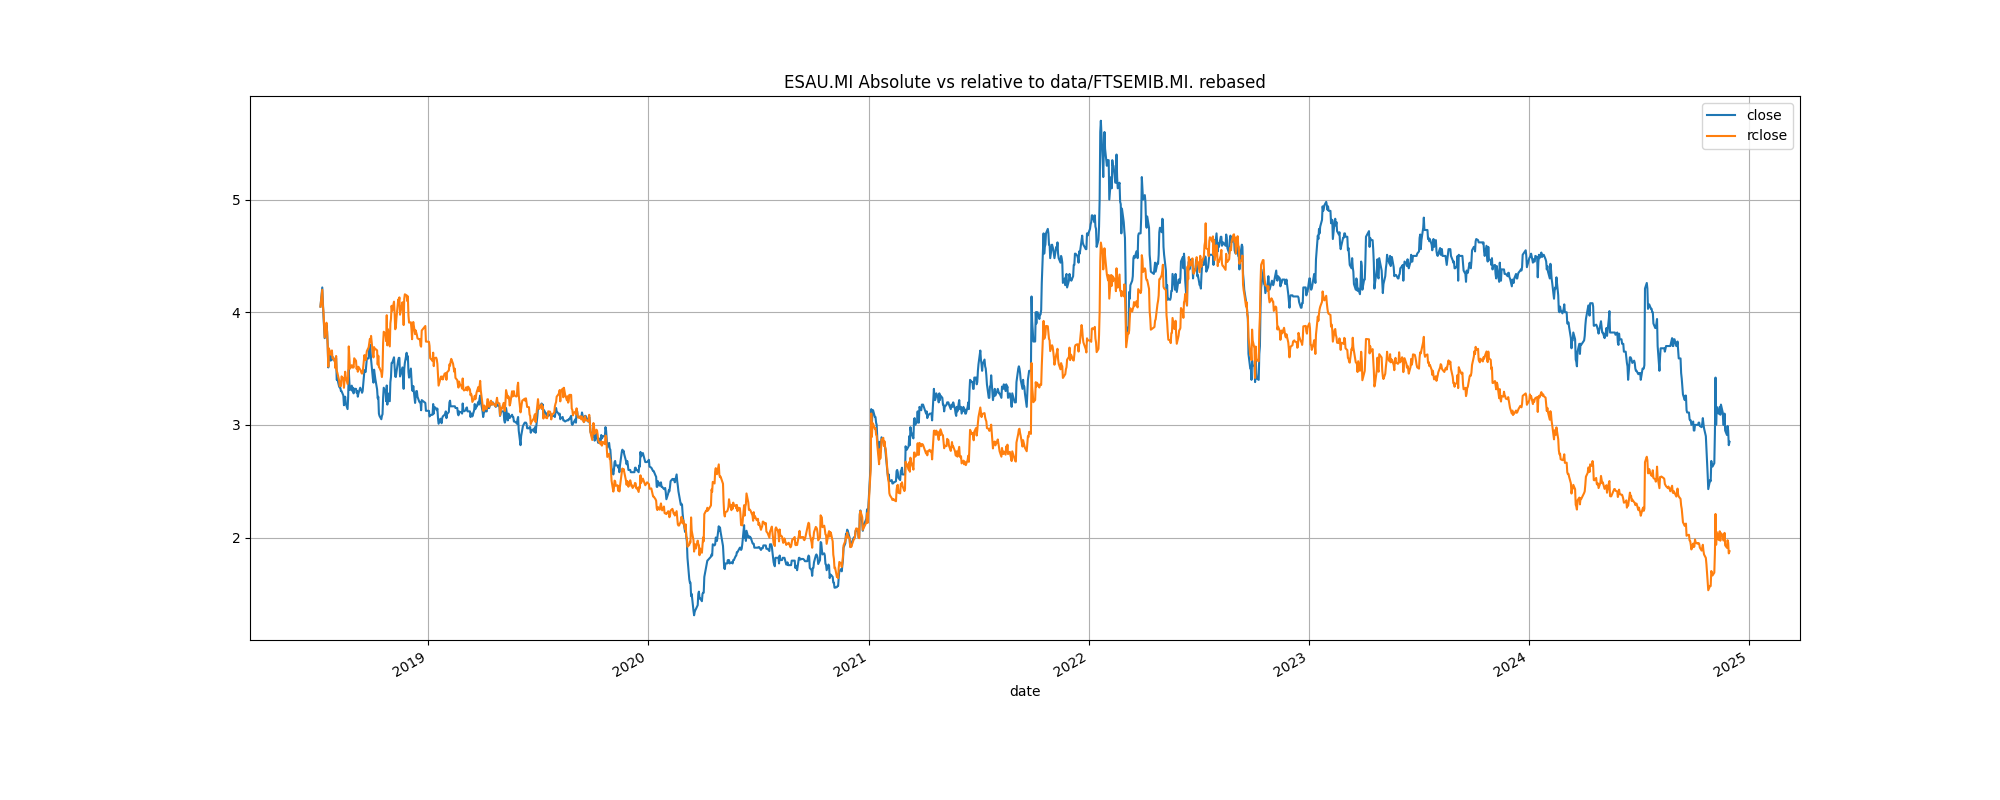 ESAU.MI Absolute vs relative to data/FTSEMIB.MI. rebased
close
rclose
5
4
3
2
2019
2020
2021
2022
2023
2024
2025
date